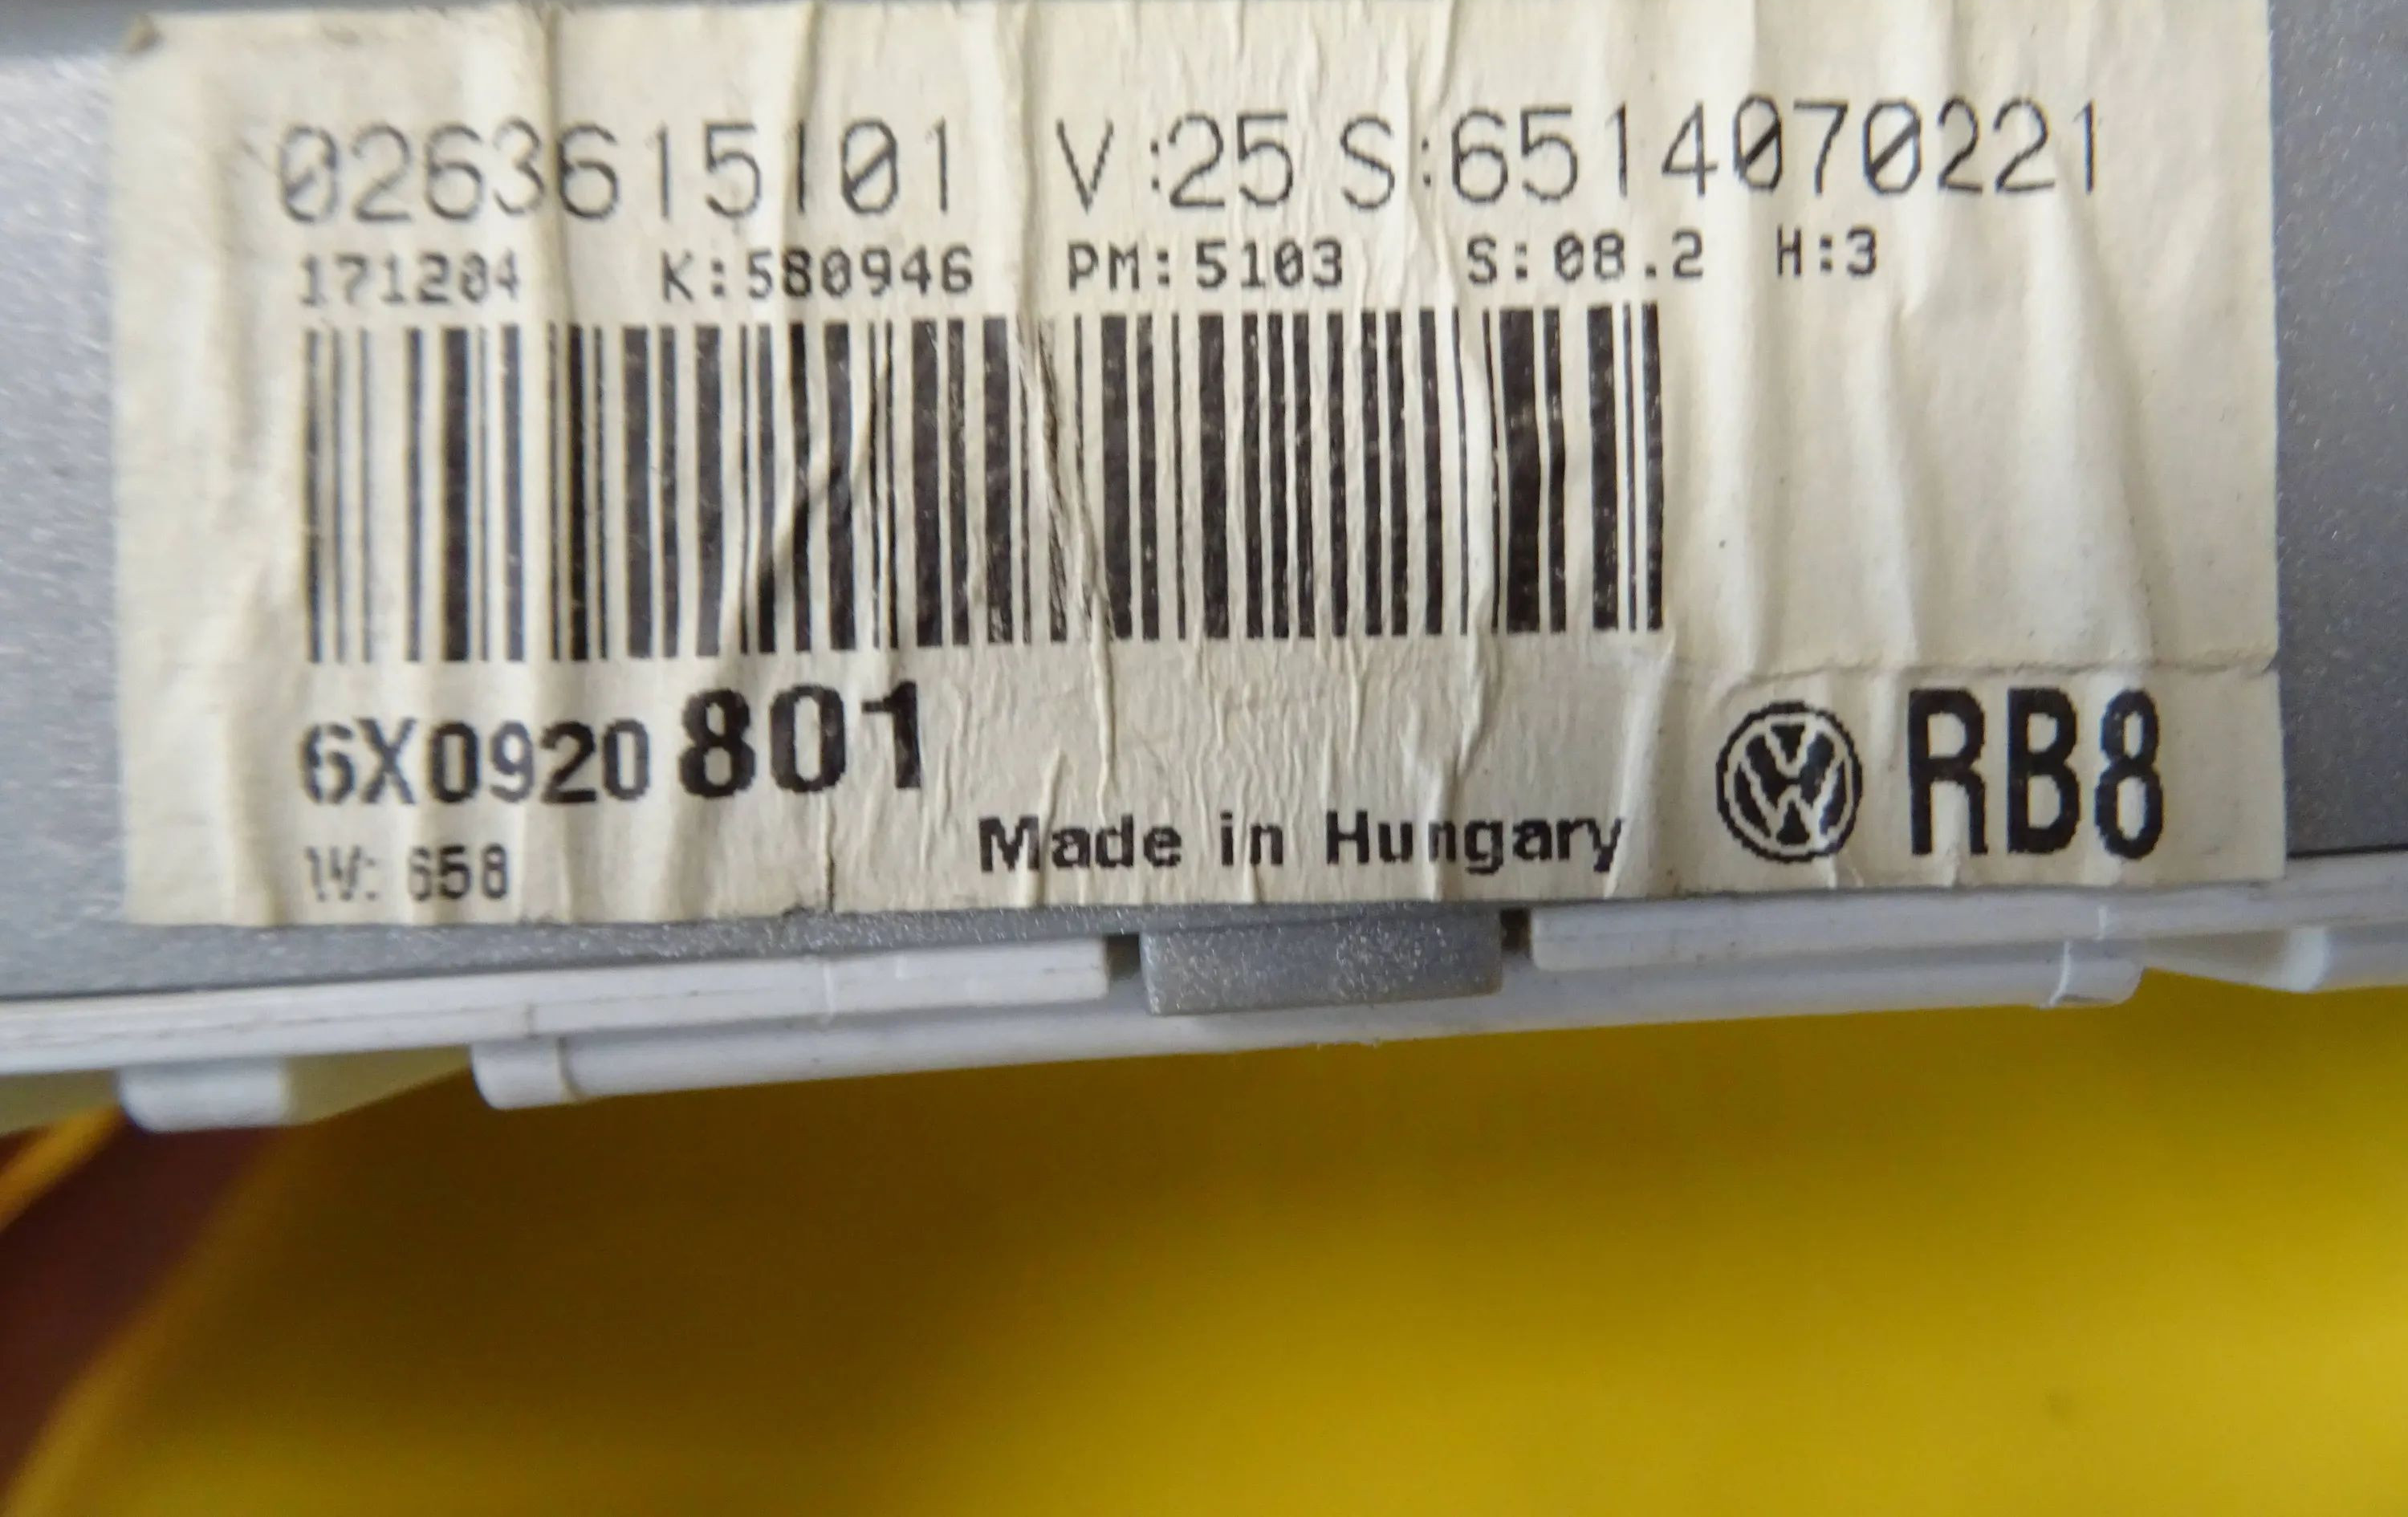 0263615101 V:25 S:6514070221
171204 K:580946 PM:5103 S:08.2 H:3
6X0920 801
RB8
W: 658
Made in Hungary